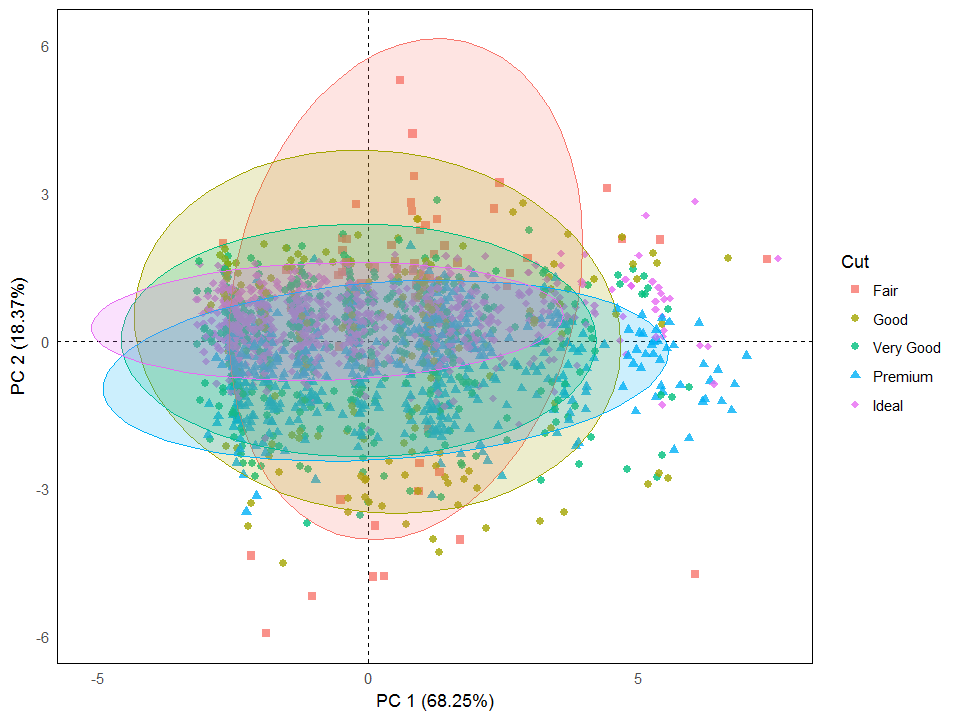 6
3
0
-3
-6
PC 2 (18.37%)
-5
0
5
PC 1 (68.25%)
Cut
Fair
Good
Very Good
Premium
Ideal